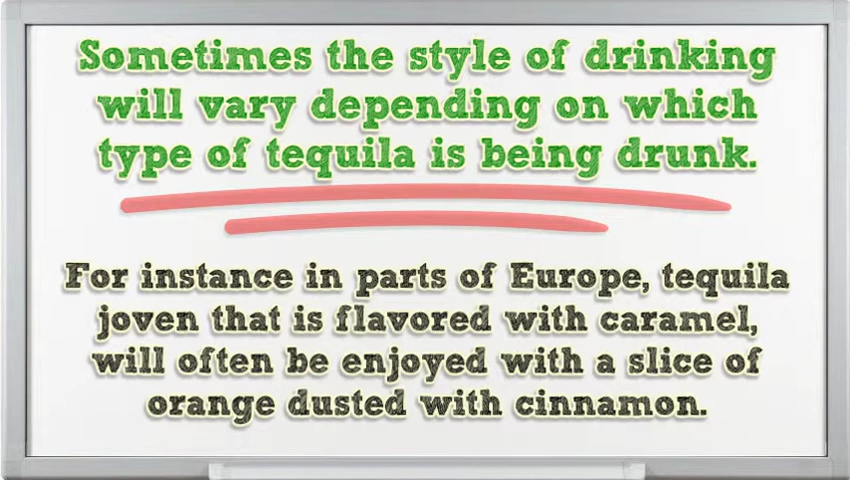 Sometimes the style of drinking
will vary depending on which
type of tequila is being drunk.
For instance in parts of Europe, tequila
joven that is flavored with caramel,
will often be enjoyed with a slice of
orange dusted with cinnamon.